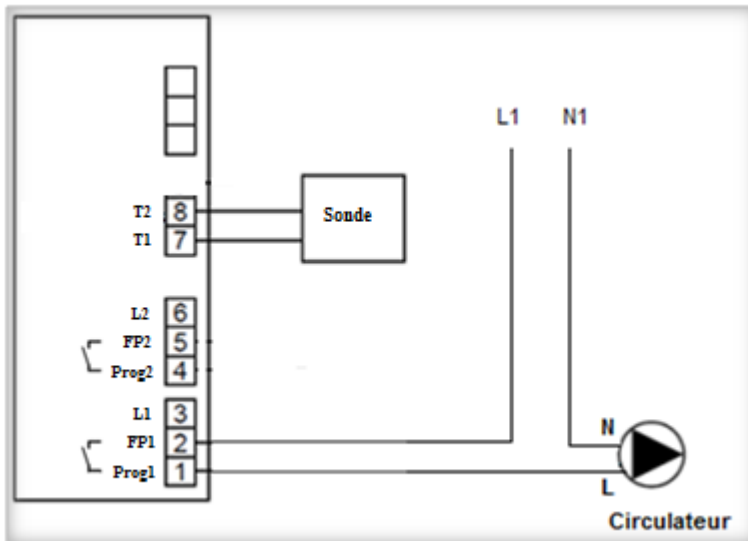 L1 N1
T2 8
T1 7
Sonde
L2 6
FP2 5
Prog2 4
L1 3
FP1 2
Prog1 1
N
L
Circulateur